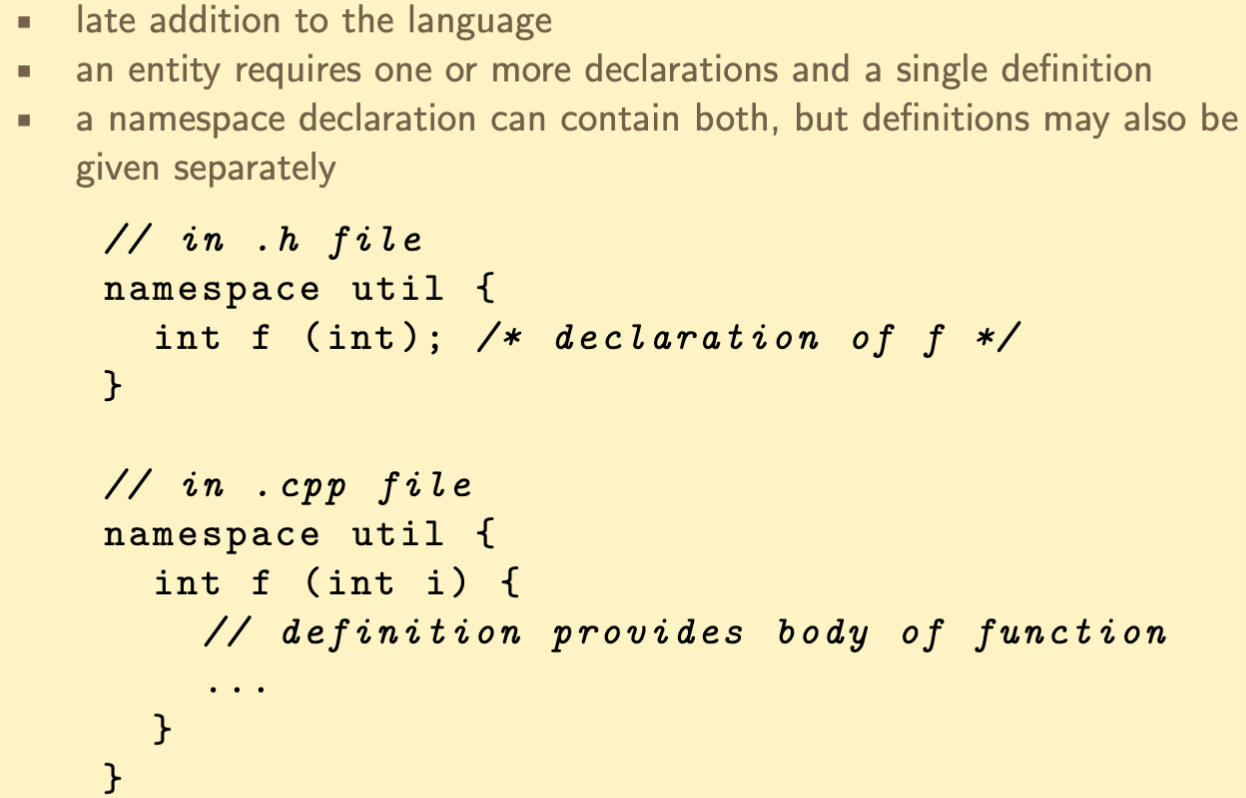 ▪ late addition to the language
▪ an entity requires one or more declarations and a single definition
▪ a namespace declaration can contain both, but definitions may also be
given separately
// in .h file
namespace util {
int f (int); /* declaration of f */
}
// in .cpp file
namespace util {
int f (int i) {
// definition provides body of function
...
}
}